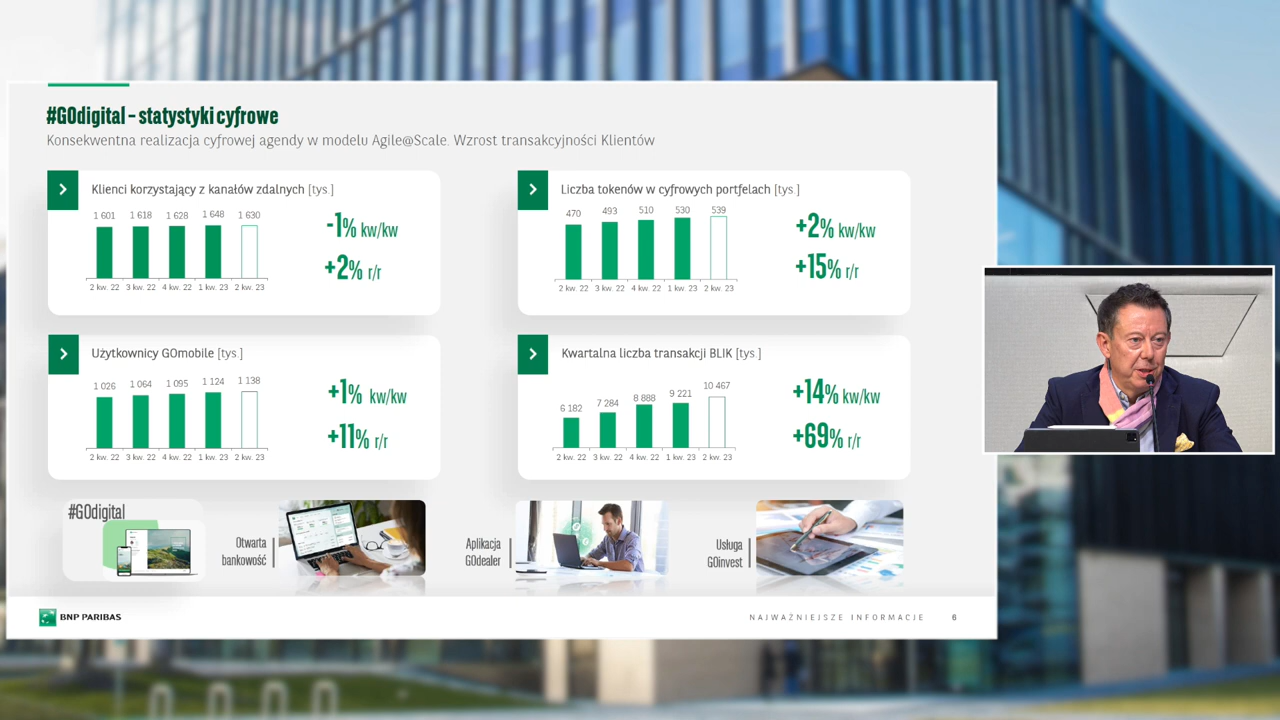 #GOdigital – statystyki cyfrowe
Konsekwentna realizacja cyfrowej agendy w modelu Agile@Scale. Wzrost transakcyjności Klientów
Klienci korzystający z kanałów zdalnych [tys.]
1 601 1 618 1 628 1 648 1 630
2 kw. 22 3 kw. 22 4 kw. 22 1 kw. 23 2 kw. 23
-1% kw/kw
+2% r/r
Liczba tokenów w cyfrowych portfelach [tys.]
470 493 510 530 539
2 kw. 22 3 kw. 22 4 kw. 22 1 kw. 23 2 kw. 23
+2% kw/kw
+15% r/r
Użytkownicy GOmobile [tys.]
1 026 1 064 1 095 1 124 1 138
2 kw. 22 3 kw. 22 4 kw. 22 1 kw. 23 2 kw. 23
+1% kw/kw
+11% r/r
Kwartalna liczba transakcji BLIK [tys.]
6 182 7 284 8 888 9 221 10 467
2 kw. 22 3 kw. 22 4 kw. 22 1 kw. 23 2 kw. 23
+14% kw/kw
+69% r/r
#GOdigital
Otwarta
bankowość
Aplikacja
GOdealer
Usługa
GOinvest
BNP PARIBAS
NAJWAŻNIEJSZE INFORMACJE 6